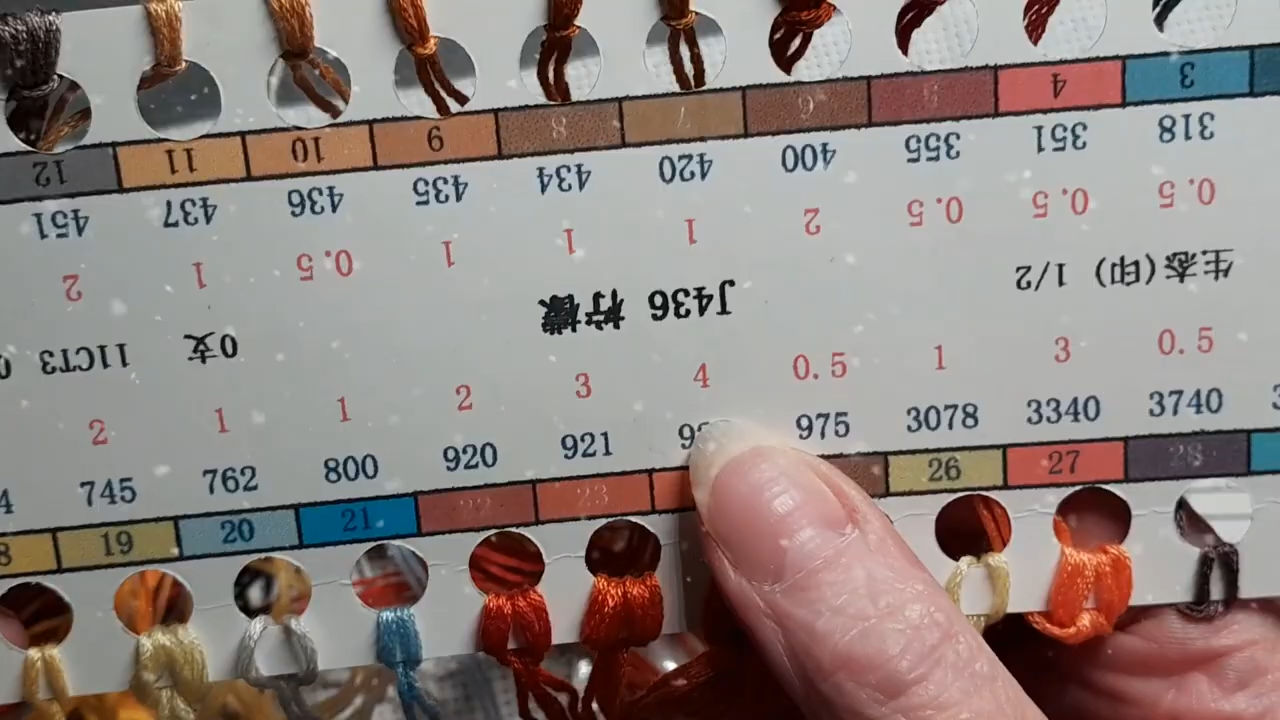 3 4 5 6 7 8 9 10 11 12
318 351 355 400 420 434 435 436 437 451
0.5 0.5 0.5 2 1 1 1 0.5 1 2
生态(印) 1/2 J436 柠檬 0支 11CT3
2 1 1 2 3 4 0.5 1 3 0.5
745 762 800 920 921 975 3078 3340 3740
19 20 21 22 23 26 27 28